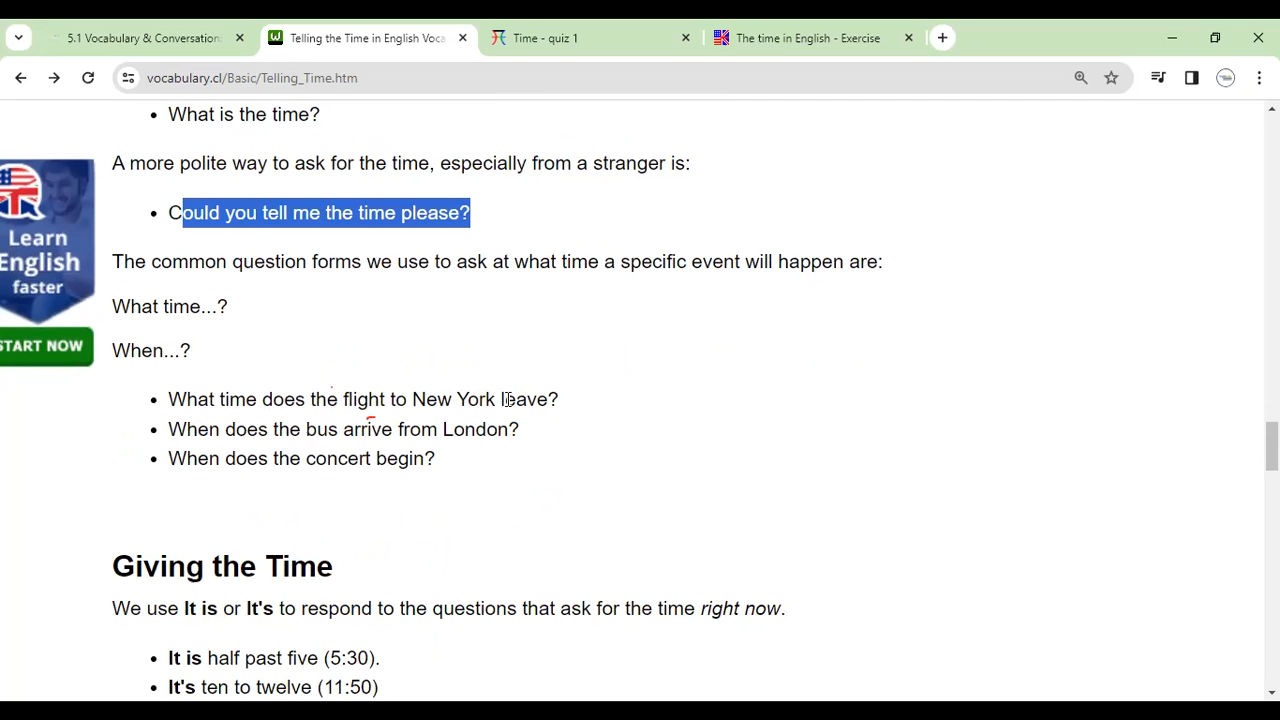 5.1 Vocabulary & Conversation
Telling the Time in English Voca
Time - quiz 1
The time in English - Exercise
vocabulary.cl/Basic/Telling_Time.htm
• What is the time?
A more polite way to ask for the time, especially from a stranger is:
• Could you tell me the time please?
The common question forms we use to ask at what time a specific event will happen are:
What time...?
When...?
• What time does the flight to New York leave?
• When does the bus arrive from London?
• When does the concert begin?
Learn
English
faster
START NOW
Giving the Time
We use It is or It's to respond to the questions that ask for the time right now.
• It is half past five (5:30).
• It's ten to twelve (11:50)